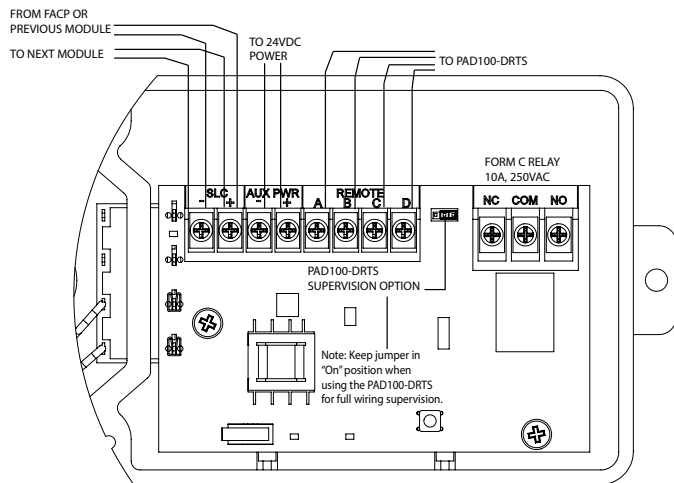 FROM FACP OR
PREVIOUS MODULE
TO NEXT MODULE
TO 24VDC
POWER
TO PAD100-DRTS
FORM C RELAY
10A, 250VAC
SLC AUX PWR REMOTE
- + - + A B C D
NC COM NO
PAD100-DRTS
SUPERVISION OPTION
Note: Keep jumper in
"On" position when
using the PAD100-DRTS
for full wiring supervision.